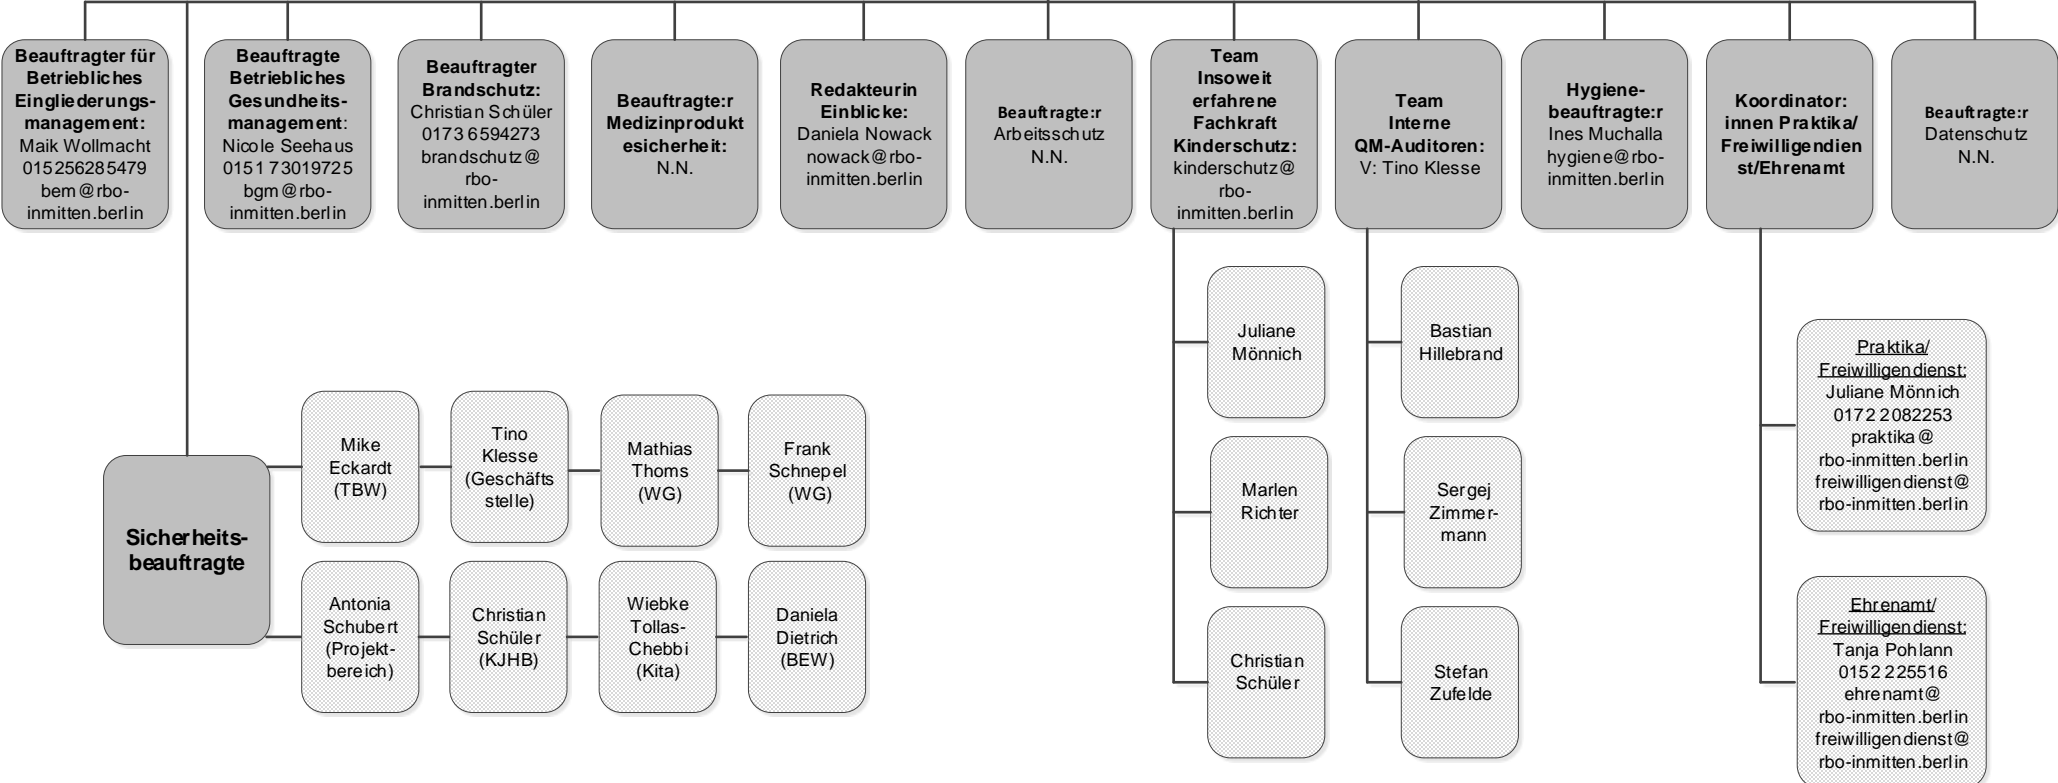 Beauftragter für
Betriebliches
Eingliederungs-
management:
Maik Wollmacht
015256285479
bem@rbo-
inmitten.berlin
Beauftragte
Betriebliches
Gesundheits-
management:
Nicole Seehaus
0151 73019725
bgm@rbo-
inmitten.berlin
Beauftragter
Brandschutz:
Christian Schüler
0173 6594273
brandschutz@
rbo-
inmitten.berlin
Beauftragte:r
Medizinprodukt
esicherheit:
N.N.
Redakteurin
Einblicke:
Daniela Nowack
nowack@rbo-
inmitten.berlin
Beauftragte:r
Arbeitsschutz
N.N.
Team
Insoweit
erfahrene
Fachkraft
Kinderschutz:
kinderschutz@
rbo-
inmitten.berlin
Team
Interne
QM-Auditoren:
V: Tino Klesse
Hygiene-
beauftragte:r
Ines Muchalla
hygiene@rbo-
inmitten.berlin
Koordinator:
innen Praktika/
Freiwilligendien
st/Ehrenamt
Beauftragte:r
Datenschutz
N.N.
Sicherheits-
beauftragte
Mike
Eckardt
(TBW)
Tino
Klesse
(Geschäfts
stelle)
Mathias
Thoms
(WG)
Frank
Schnepel
(WG)
Antonia
Schubert
(Projekt-
bereich)
Christian
Schüler
(KJHB)
Wiebke
Tollas-
Chebbi
(Kita)
Daniela
Dietrich
(BEW)
Juliane
Mönnich
Marlen
Richter
Christian
Schüler
Bastian
Hillebrand
Sergej
Zimmer-
mann
Stefan
Zufelde
Praktika/
Freiwilligendienst:
Juliane Mönnich
0172 2082253
praktika@
rbo-inmitten.berlin
freiwilligendienst@
rbo-inmitten.berlin
Ehrenamt/
Freiwilligendienst:
Tanja Pohlann
0152 225516
ehrenamt@
rbo-inmitten.berlin
freiwilligendienst@
rbo-inmitten.berlin